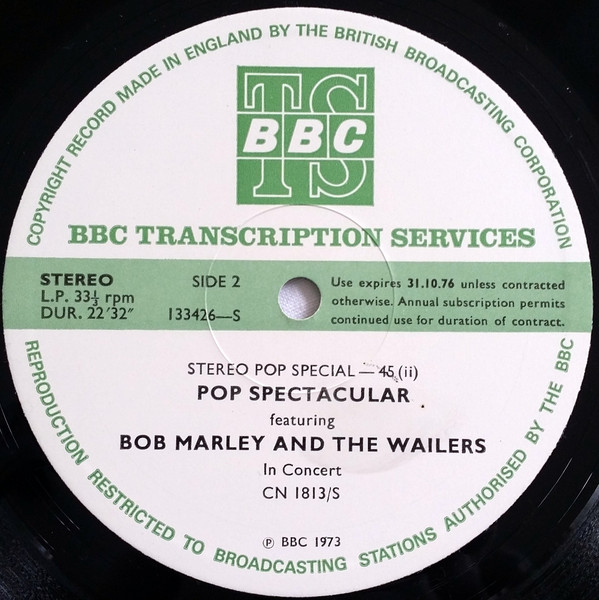 COPYRIGHT RECORD MADE IN ENGLAND BY THE BRITISH BROADCASTING CORPORATION
TS
BBC
BBC TRANSCRIPTION SERVICES
STEREO
L.P. 33⅓ rpm
DUR. 22′32″
SIDE 2
133426—S
Use expires 31.10.76 unless contracted
otherwise. Annual subscription permits
continued use for duration of contract.
STEREO POP SPECIAL — 45 (ii)
POP SPECTACULAR
featuring
BOB MARLEY AND THE WAILERS
In Concert
CN 1813/S
Ⓟ BBC 1973
REPRODUCTION RESTRICTED TO BROADCASTING STATIONS AUTHORISED BY THE BBC